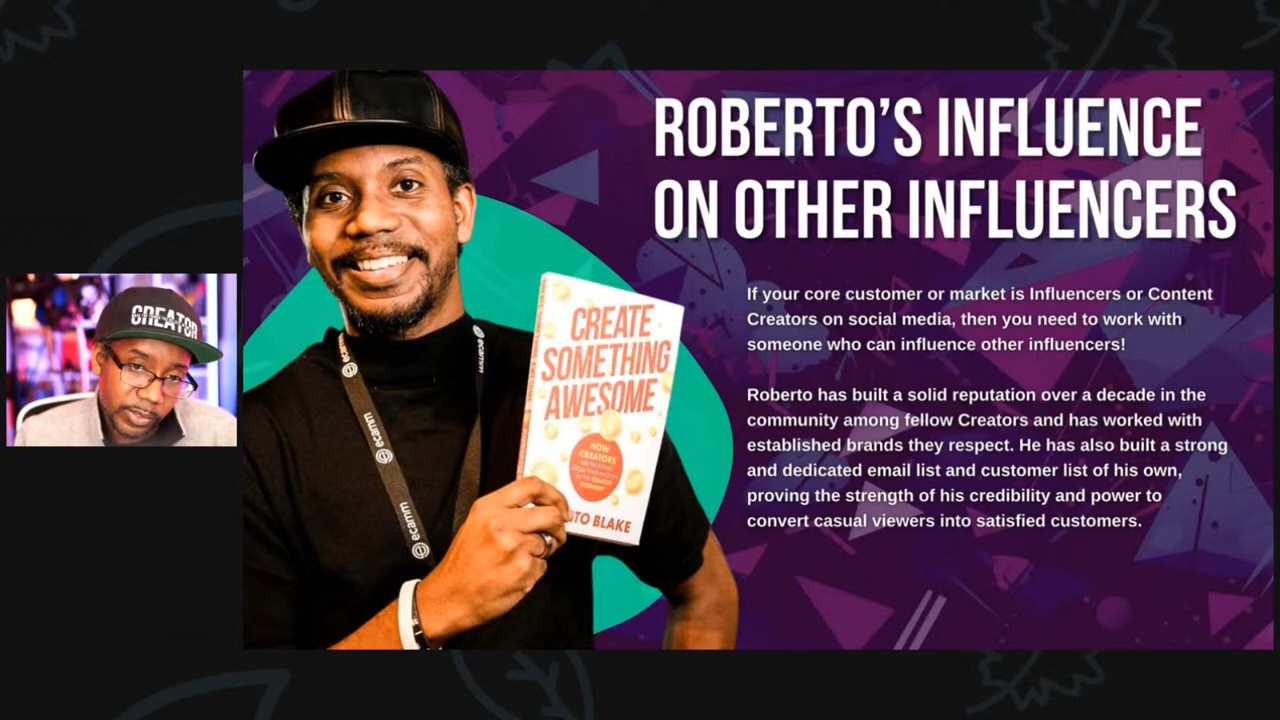 CREATOR
ROBERTO'S INFLUENCE
ON OTHER INFLUENCERS
If your core customer or market is Influencers or Content
Creators on social media, then you need to work with
someone who can influence other influencers!
Roberto has built a solid reputation over a decade in the
community among fellow Creators and has worked with
established brands they respect. He has also built a strong
and dedicated email list and customer list of his own,
proving the strength of his credibility and power to
convert casual viewers into satisfied customers.
CREATE
SOMETHING
AWESOME
HOW
CREATORS
TO BLAKE
ecamm
ecamm